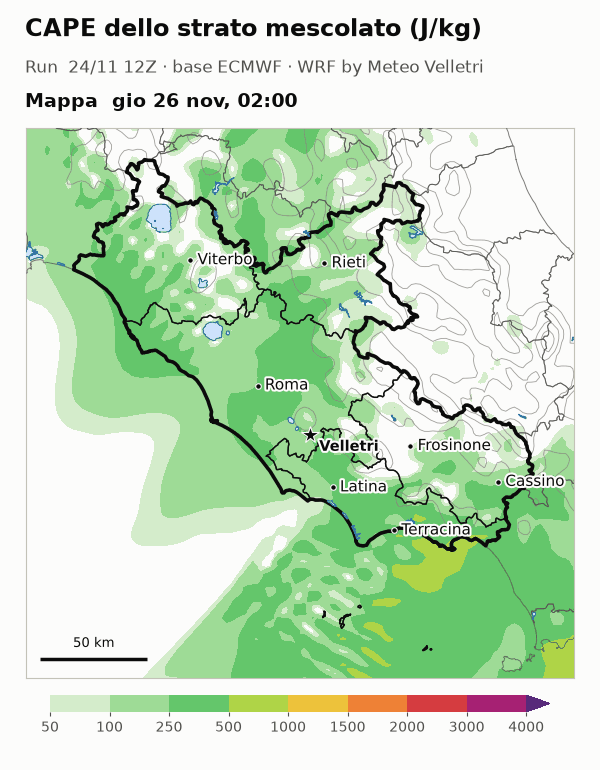 CAPE dello strato mescolato (J/kg)
Run 24/11 12Z · base ECMWF · WRF by Meteo Velletri
Mappa gio 26 nov, 02:00
Viterbo
Rieti
Roma
Velletri
Frosinone
Cassino
Latina
Terracina
50 km
50 100 250 500 1000 1500 2000 3000 4000